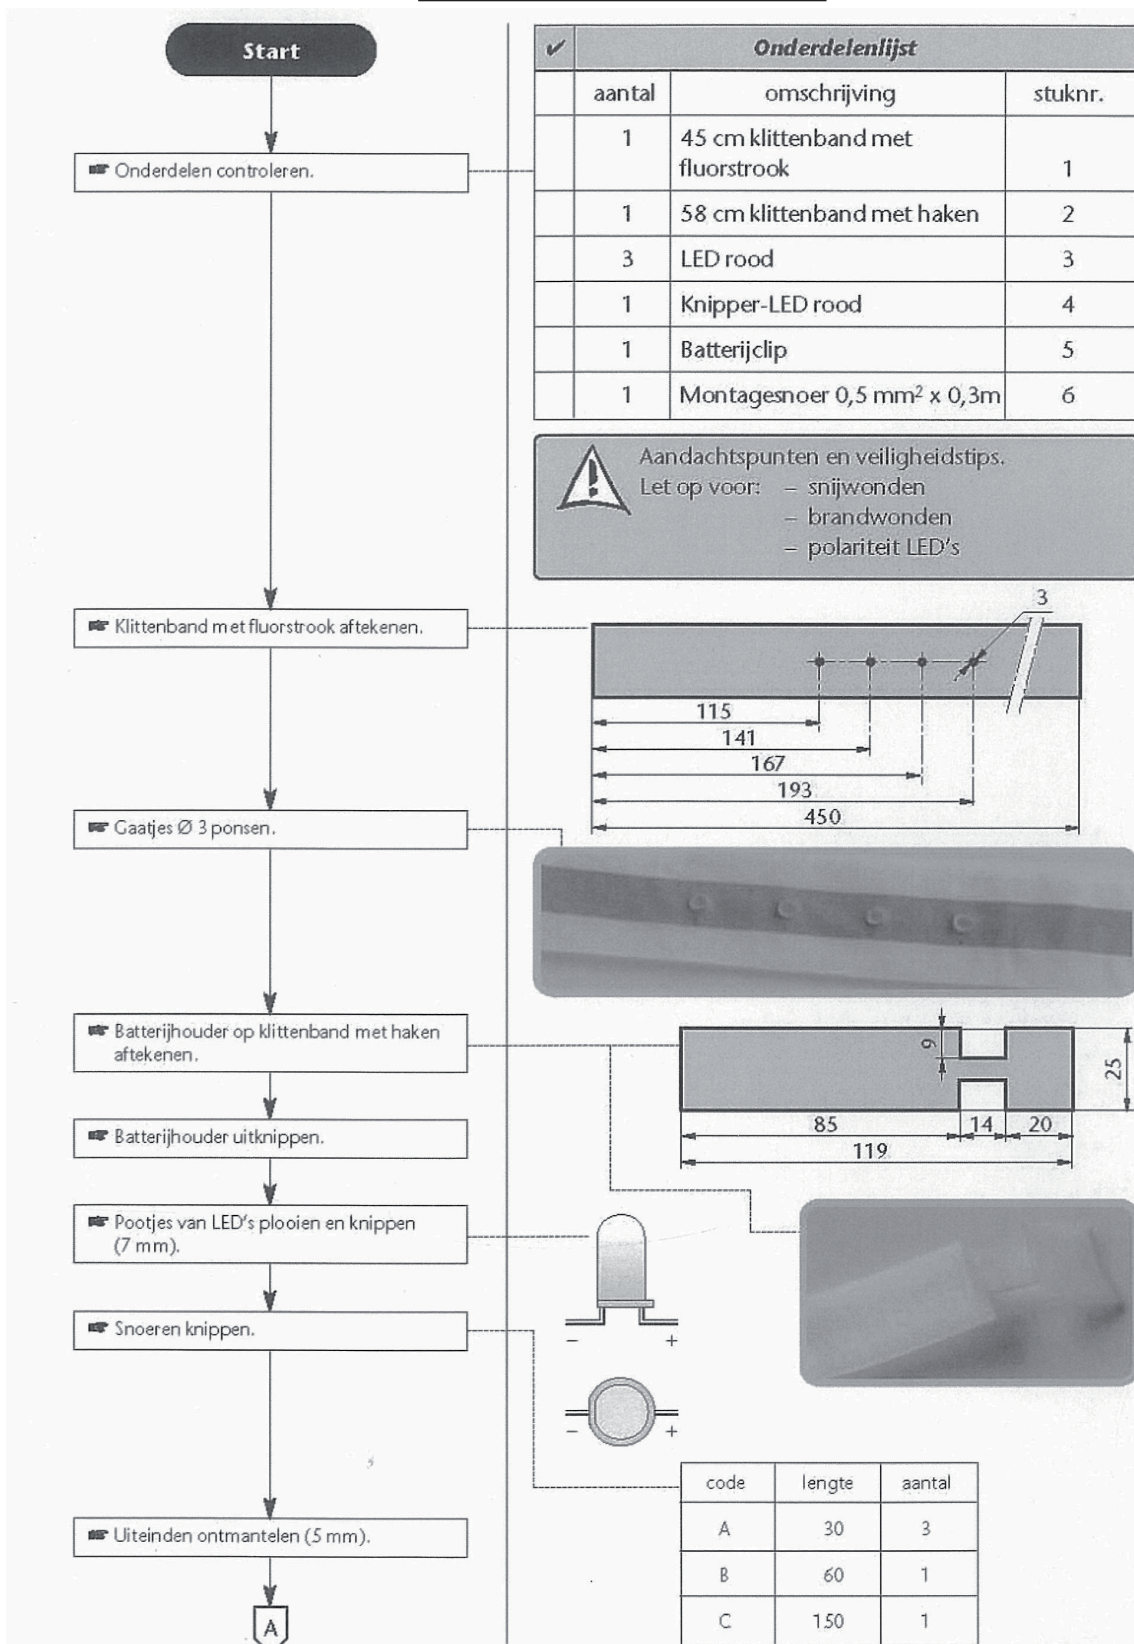 Start
Onderdelen controleren.
✔ Onderdelenlijst
aantal omschrijving stuknr.
1 45 cm klittenband met
fluorstrook 1
1 58 cm klittenband met haken 2
3 LED rood 3
1 Knipper-LED rood 4
1 Batterijclip 5
1 Montagesnoer 0,5 mm² x 0,3m 6
Aandachtspunten en veiligheidstips.
Let op voor: – snijwonden
– brandwonden
– polariteit LED's
Klittenband met fluorstrook aftekenen.
3
115
141
167
193
450
Gaatjes Ø 3 ponsen.
Batterijhouder op klittenband met haken
aftekenen.
9
25
85 14 20
119
Batterijhouder uitknippen.
Pootjes van LED's plooien en knippen
(7 mm).
– +
Snoeren knippen.
– +
code lengte aantal
A 30 3
B 60 1
C 150 1
Uiteinden ontmantelen (5 mm).
A